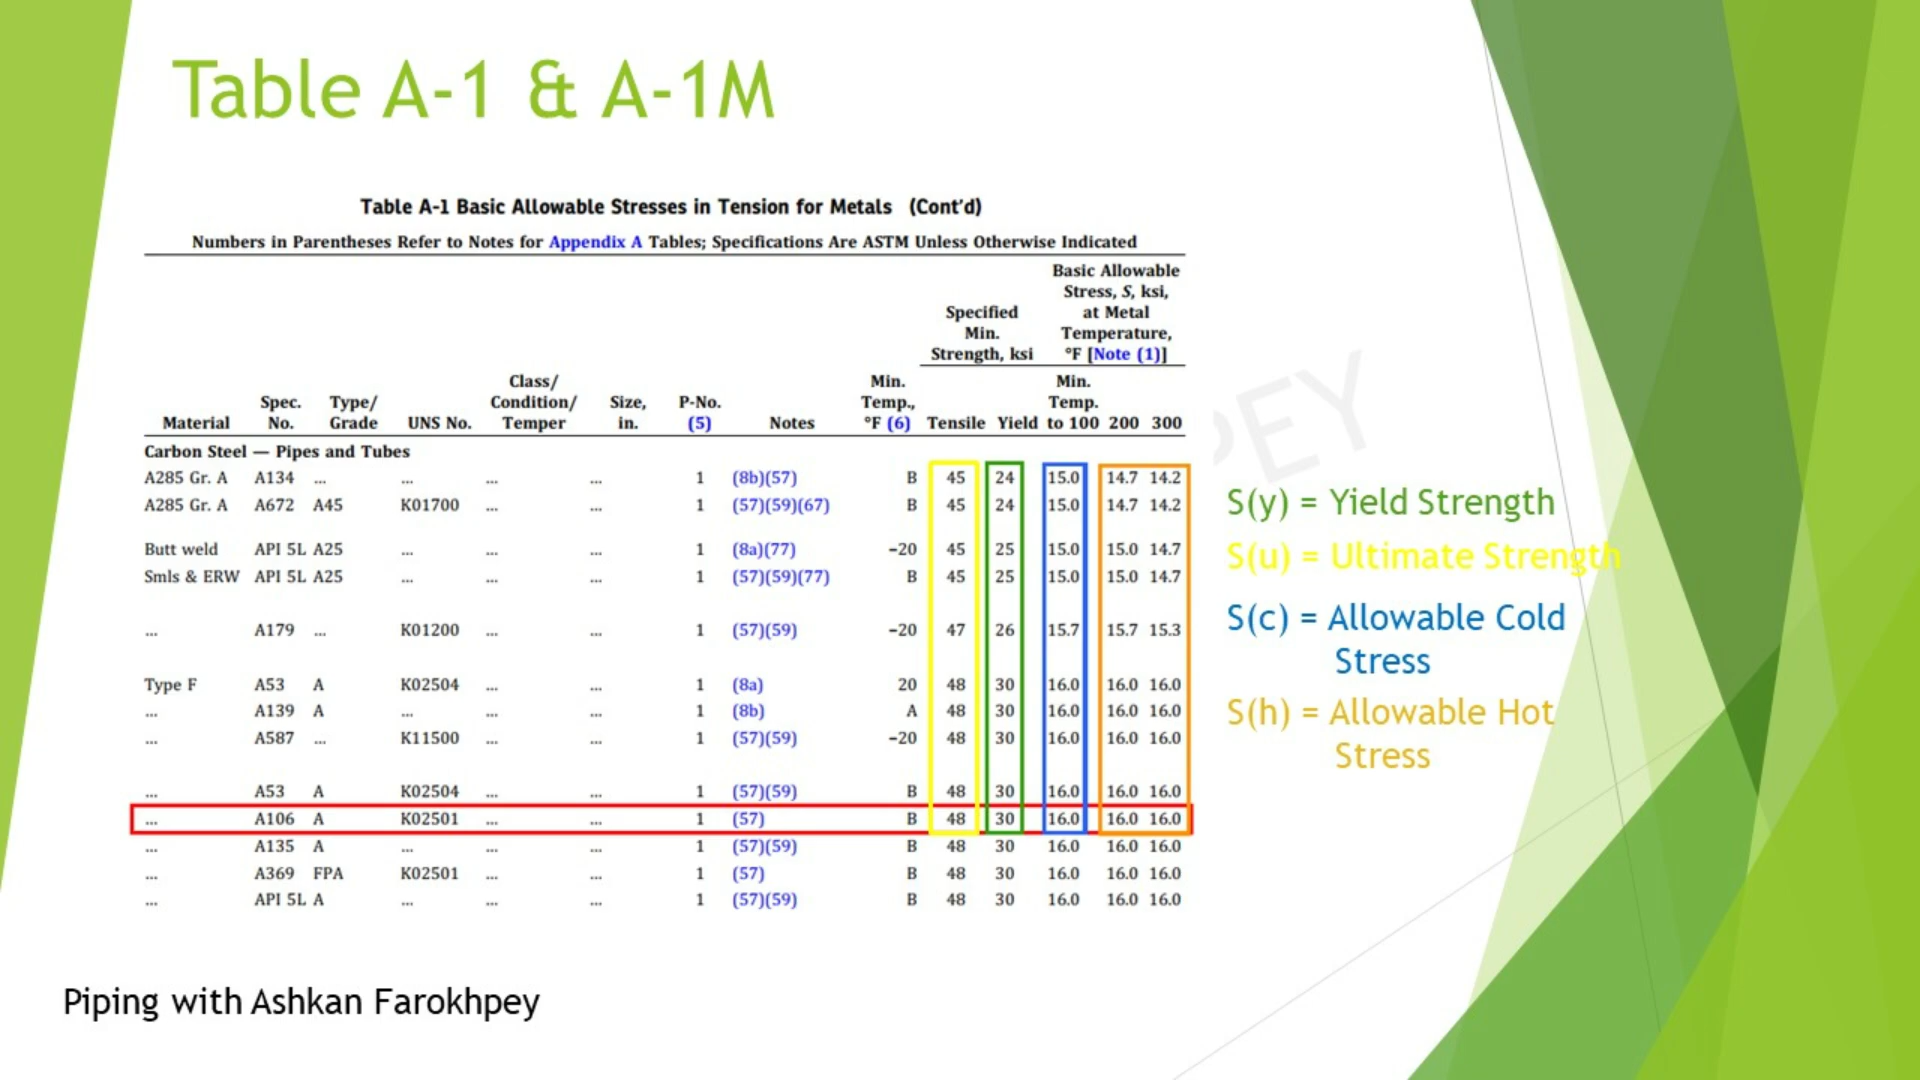 Table A-1 & A-1M
Table A-1 Basic Allowable Stresses in Tension for Metals (Cont'd)
Numbers in Parentheses Refer to Notes for Appendix A Tables; Specifications Are ASTM Unless Otherwise Indicated
Material Spec. No. Type/Grade UNS No. Class/Condition/Temper Size, in. P-No. (5) Notes Min. Temp., °F (6) Specified Min. Strength, ksi Tensile Yield Basic Allowable Stress, S, ksi, at Metal Temperature, °F [Note (1)] Min. Temp. to 100 200 300
Carbon Steel — Pipes and Tubes
A285 Gr. A A134 ... ... ... ... 1 (8b)(57) B 45 24 15.0 14.7 14.2
A285 Gr. A A672 A45 K01700 ... ... 1 (57)(59)(67) B 45 24 15.0 14.7 14.2
Butt weld API 5L A25 ... ... ... 1 (8a)(77) −20 45 25 15.0 15.0 14.7
Smls & ERW API 5L A25 ... ... ... 1 (57)(59)(77) B 45 25 15.0 15.0 14.7
... A179 ... K01200 ... ... 1 (57)(59) −20 47 26 15.7 15.7 15.3
Type F A53 A K02504 ... ... 1 (8a) 20 48 30 16.0 16.0 16.0
... A139 A ... ... ... 1 (8b) A 48 30 16.0 16.0 16.0
... A587 ... K11500 ... ... 1 (57)(59) −20 48 30 16.0 16.0 16.0
... A53 A K02504 ... ... 1 (57)(59) B 48 30 16.0 16.0 16.0
... A106 A K02501 ... ... 1 (57) B 48 30 16.0 16.0 16.0
... A135 A ... ... ... 1 (57)(59) B 48 30 16.0 16.0 16.0
... A369 FPA K02501 ... ... 1 (57) B 48 30 16.0 16.0 16.0
... API 5L A ... ... ... 1 (57)(59) B 48 30 16.0 16.0 16.0
S(y) = Yield Strength
S(u) = Ultimate Strength
S(c) = Allowable Cold
Stress
S(h) = Allowable Hot
Stress
Piping with Ashkan Farokhpey